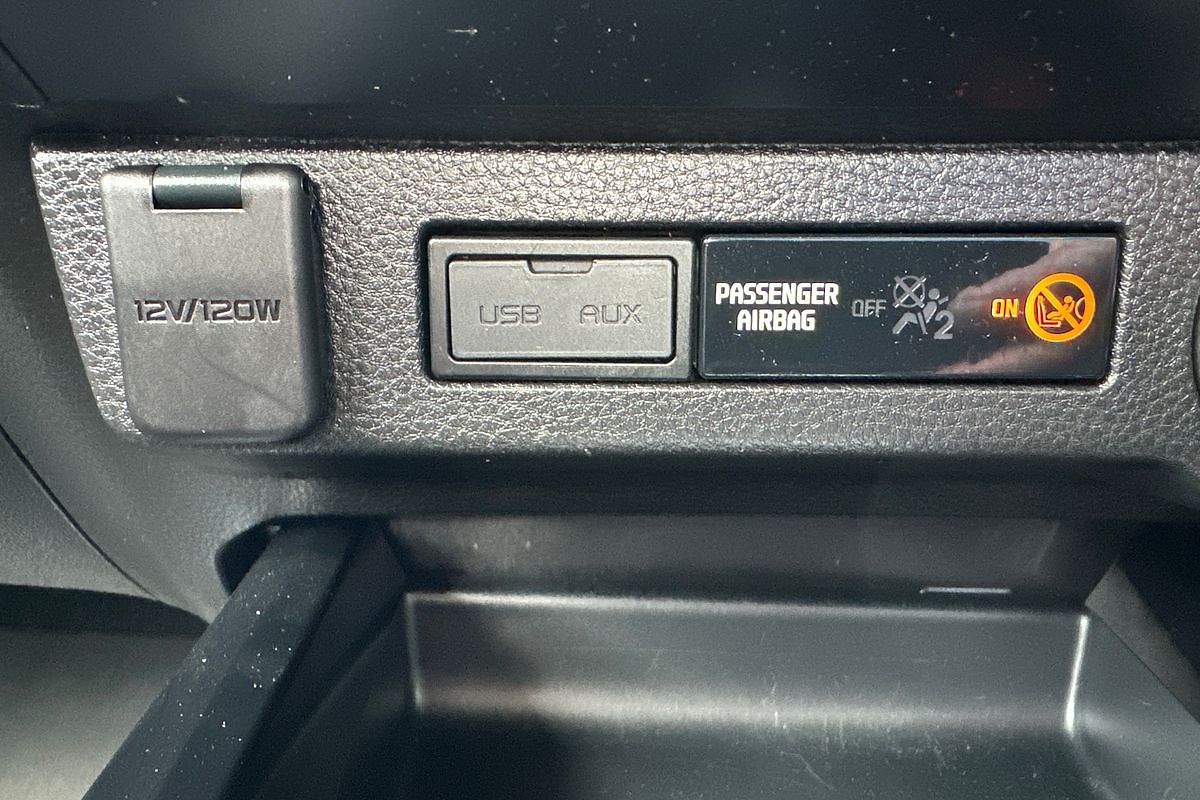 12V/120W
USB AUX
PASSENGER
AIRBAG
OFF
2
ON